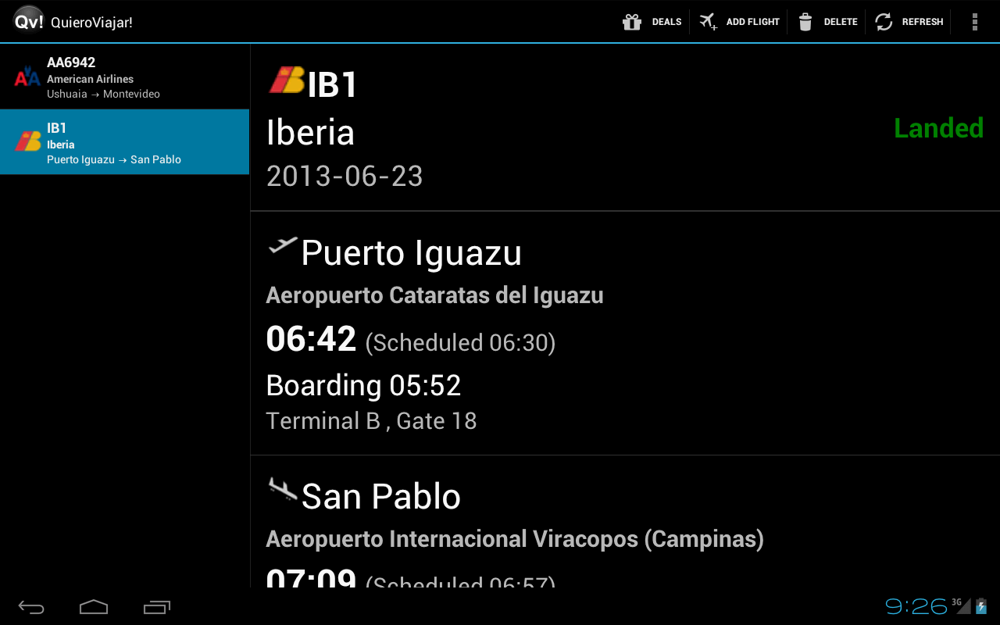 Qv! QuieroViajar!
DEALS
ADD FLIGHT
DELETE
REFRESH
AA6942
American Airlines
Ushuaia → Montevideo
IB1
Iberia
Puerto Iguazu → San Pablo
IB1
Iberia
Landed
2013-06-23
Puerto Iguazu
Aeropuerto Cataratas del Iguazu
06:42 (Scheduled 06:30)
Boarding 05:52
Terminal B , Gate 18
San Pablo
Aeropuerto Internacional Viracopos (Campinas)
07:09 (Scheduled 06:57)
9:26 3G